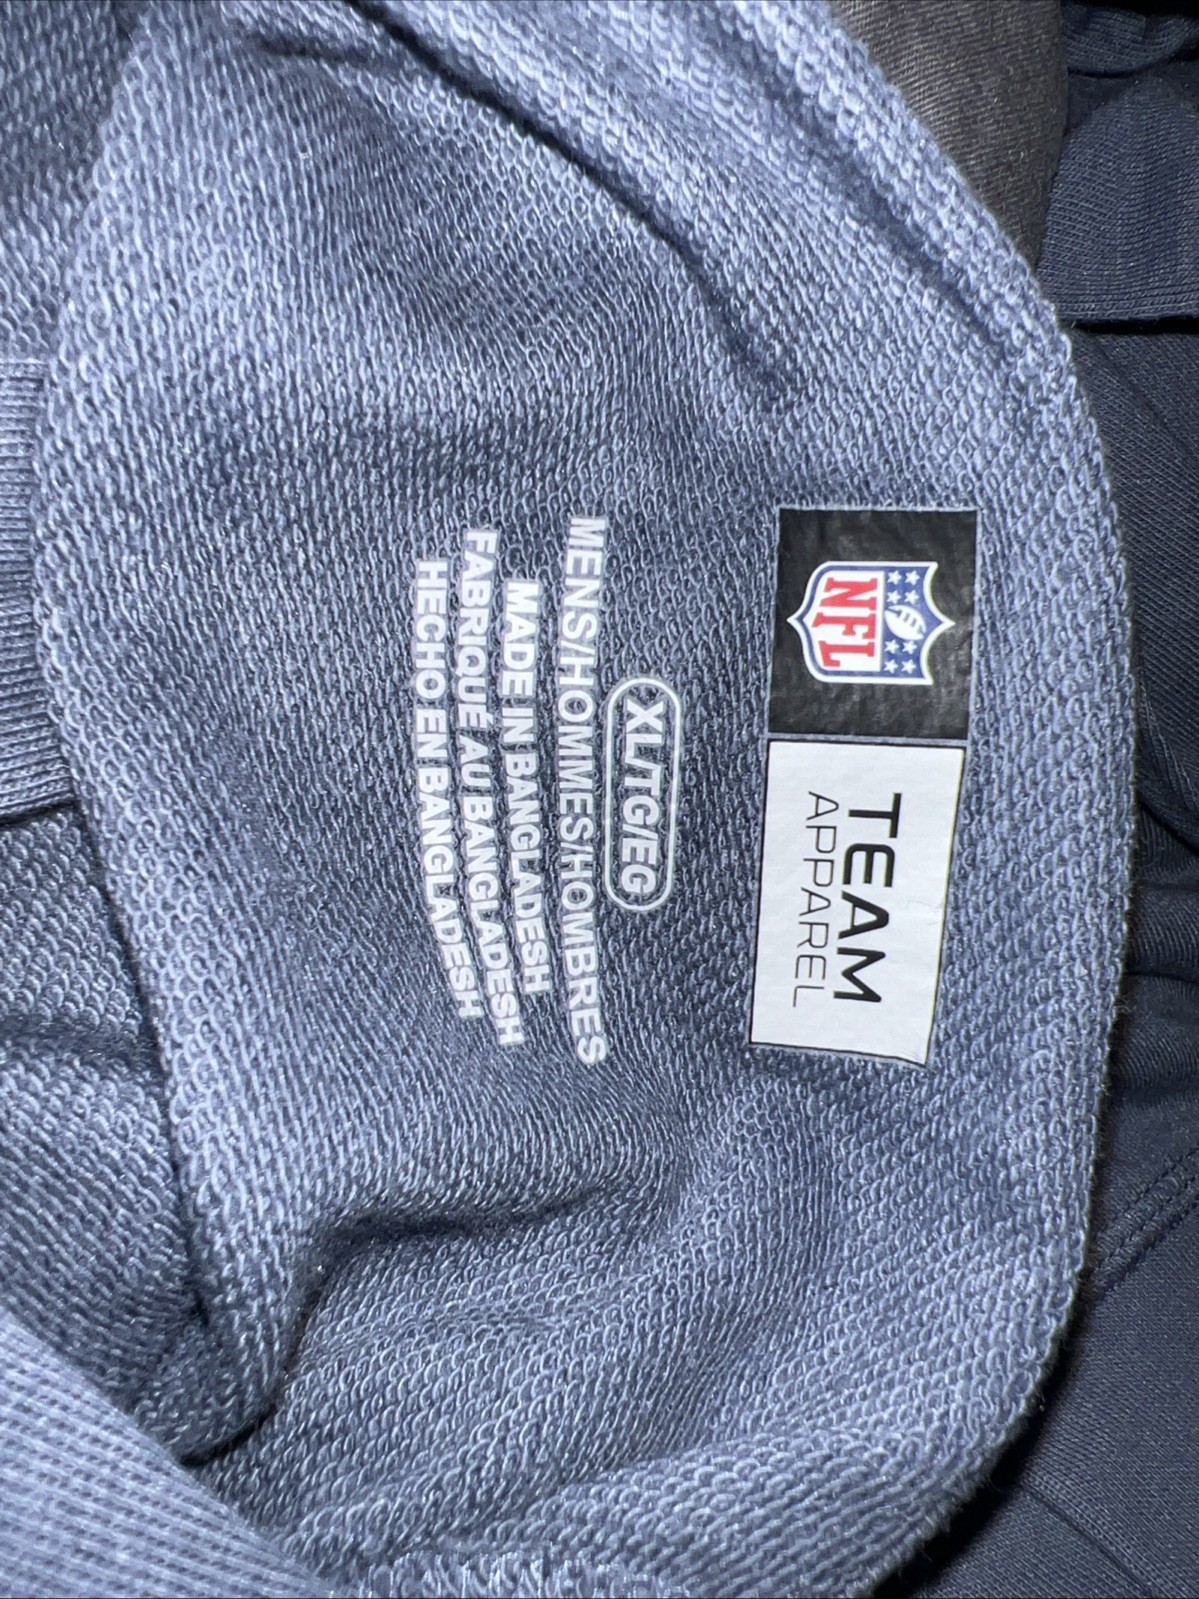 NFL
TEAM
APPAREL
XL/TG/EG
MENS/HOMMES/HOMBRES
MADE IN BANGLADESH
FABRIQUÉ AU BANGLADESH
HECHO EN BANGLADESH